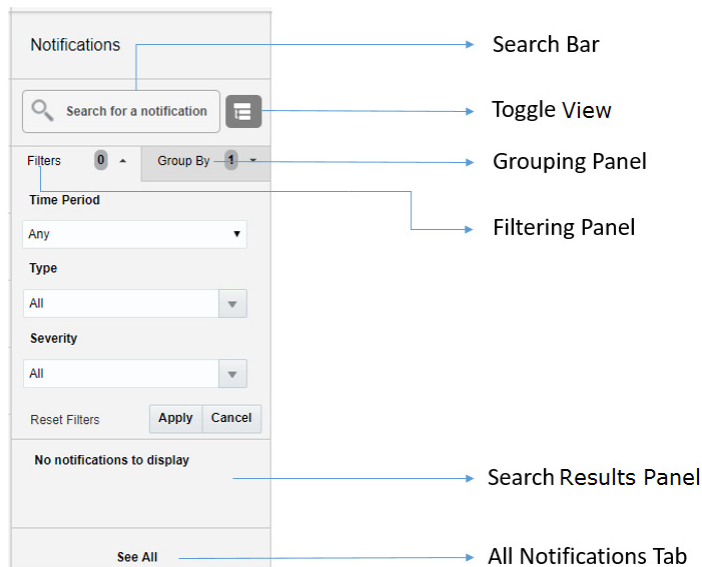 Notifications
Search Bar
Search for a notification
Toggle View
Filters 0 Group By 1
Grouping Panel
Time Period
Filtering Panel
Any
Type
All
Severity
All
Reset Filters Apply Cancel
No notifications to display
Search Results Panel
See All
All Notifications Tab